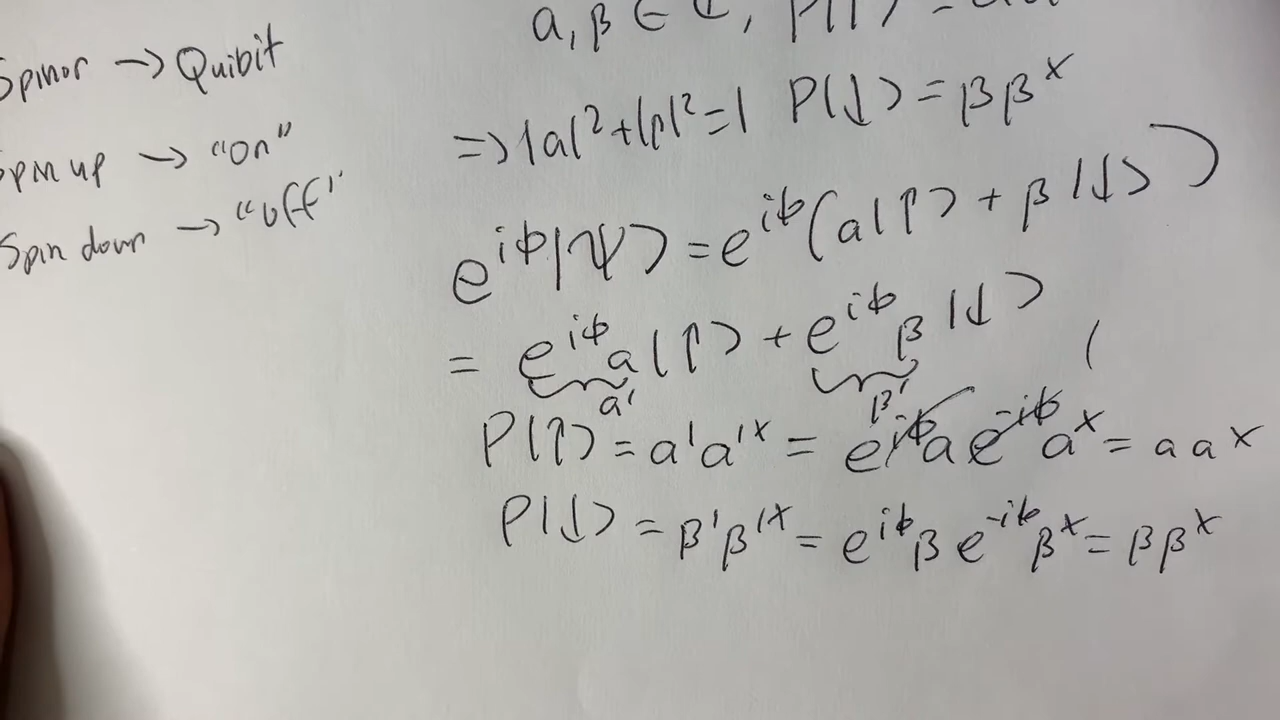 Spinor → Quibit
Spin up → "on"
Spin down → "off"
a, β ∈ ℂ, P(↑) =
=> |a|² + |β|² = 1 P(↓) = ββ*
e^{iϕ}|ψ> = e^{iϕ}(a|↑> + β|↓>)
= e^{iϕ}a|↑> + e^{iϕ}β|↓>
a' β'
P(↑) = a'a'* = e^{iϕ}a e^{-iϕ}a* = aa*
P(↓) = β'β'* = e^{iϕ}β e^{-iϕ}β* = ββ*